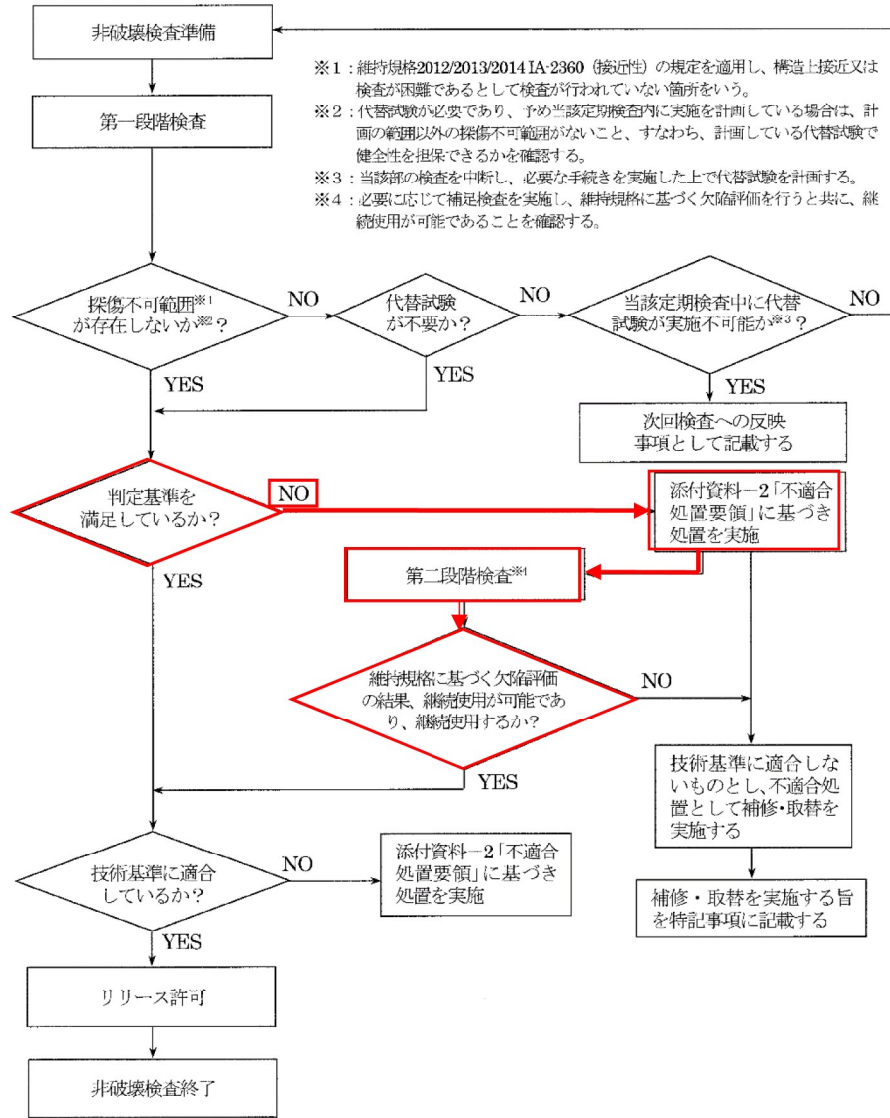 非破壊検査準備
※1：維持規格2012/2013/2014 IA-2360（接近性）の規定を適用し、構造上接近又は
検査が困難であるとして検査が行われていない箇所をいう。
※2：代替試験が必要であり、予め当該定期検査内に実施を計画している場合は、計
画の範囲以外の探傷不可範囲がないこと、すなわち、計画している代替試験で
健全性を担保できるかを確認する。
※3：当該部の検査を中断し、必要な手続きを実施した上で代替試験を計画する。
※4：必要に応じて補足検査を実施し、維持規格に基づく欠陥評価を行うと共に、継
続使用が可能であることを確認する。
第一段階検査
探傷不可範囲※1
が存在しないか※2？
NO
代替試験
が不要か？
NO
当該定期検査中に代替
試験が実施不可能か※3？
NO
YES
YES
YES
次回検査への反映
事項として記載する
判定基準を
満足しているか？
NO
添付資料－2「不適合
処置要領」に基づき
処置を実施
YES
第二段階検査※4
維持規格に基づく欠陥評価
の結果、継続使用が可能であ
り、継続使用するか？
NO
YES
技術基準に適合しな
いものとし、不適合処
置として補修・取替を
実施する
技術基準に適合
しているか？
NO
添付資料－2「不適合
処置要領」に基づき
処置を実施
補修・取替を実施する旨
を特記事項に記載する
YES
リリース許可
非破壊検査終了